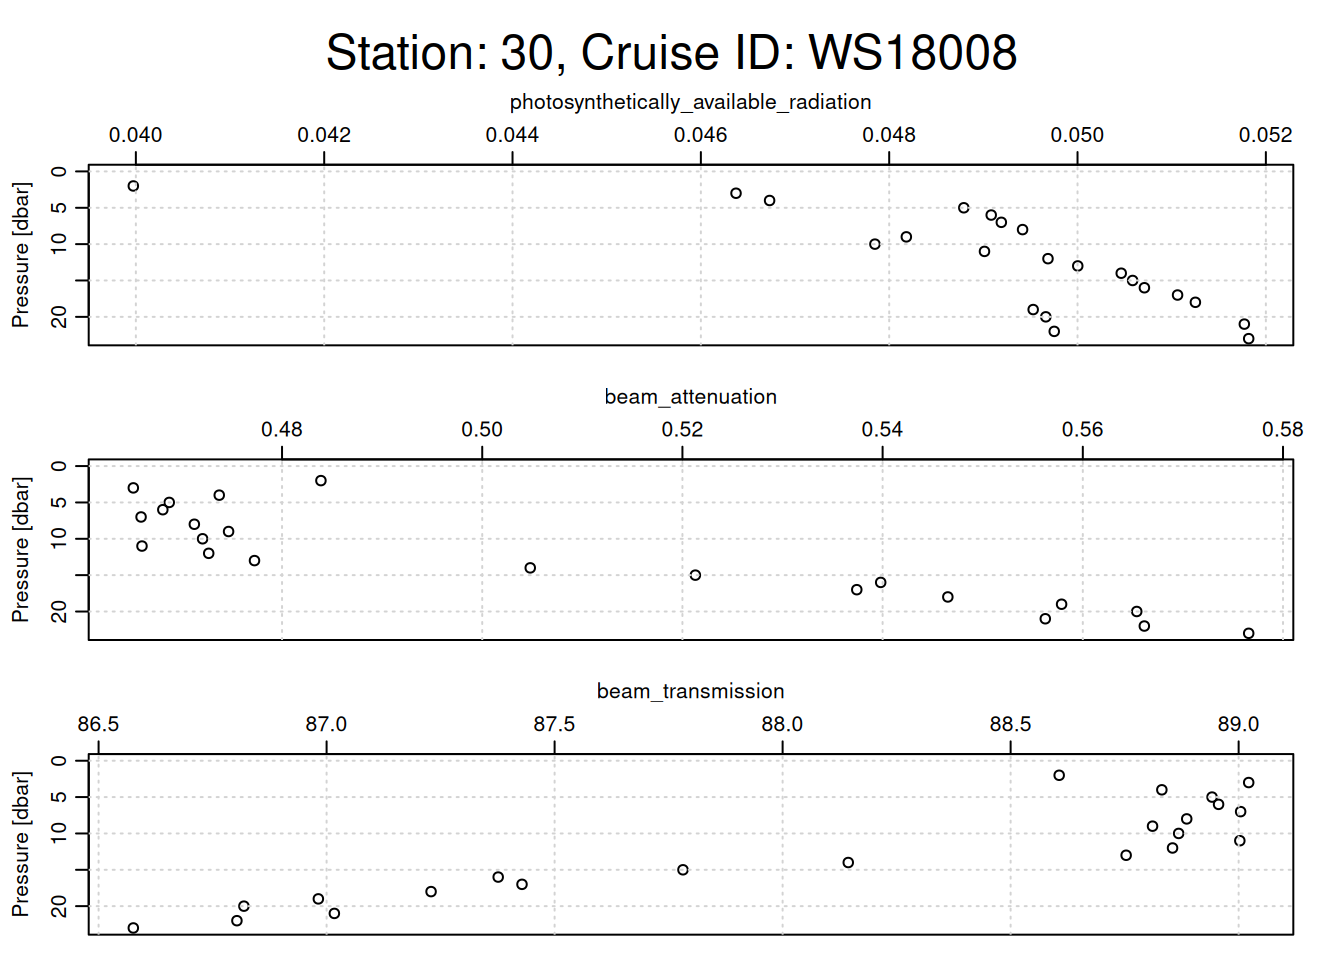 Station: 30, Cruise ID: WS18008
photosynthetically_available_radiation
0.040 0.042 0.044 0.046 0.048 0.050 0.052
Pressure [dbar]
0
5
10
20
beam_attenuation
0.48 0.50 0.52 0.54 0.56 0.58
Pressure [dbar]
0
5
10
20
beam_transmission
86.5 87.0 87.5 88.0 88.5 89.0
Pressure [dbar]
0
5
10
20